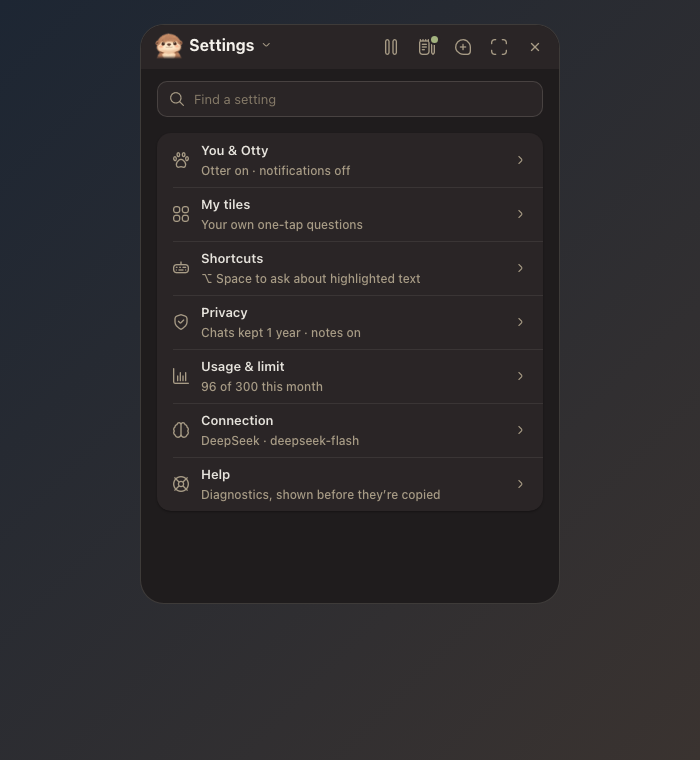 Settings
Find a setting
You & Otty
Otter on · notifications off
My tiles
Your own one-tap questions
Shortcuts
⌥ Space to ask about highlighted text
Privacy
Chats kept 1 year · notes on
Usage & limit
96 of 300 this month
Connection
DeepSeek · deepseek-flash
Help
Diagnostics, shown before they're copied